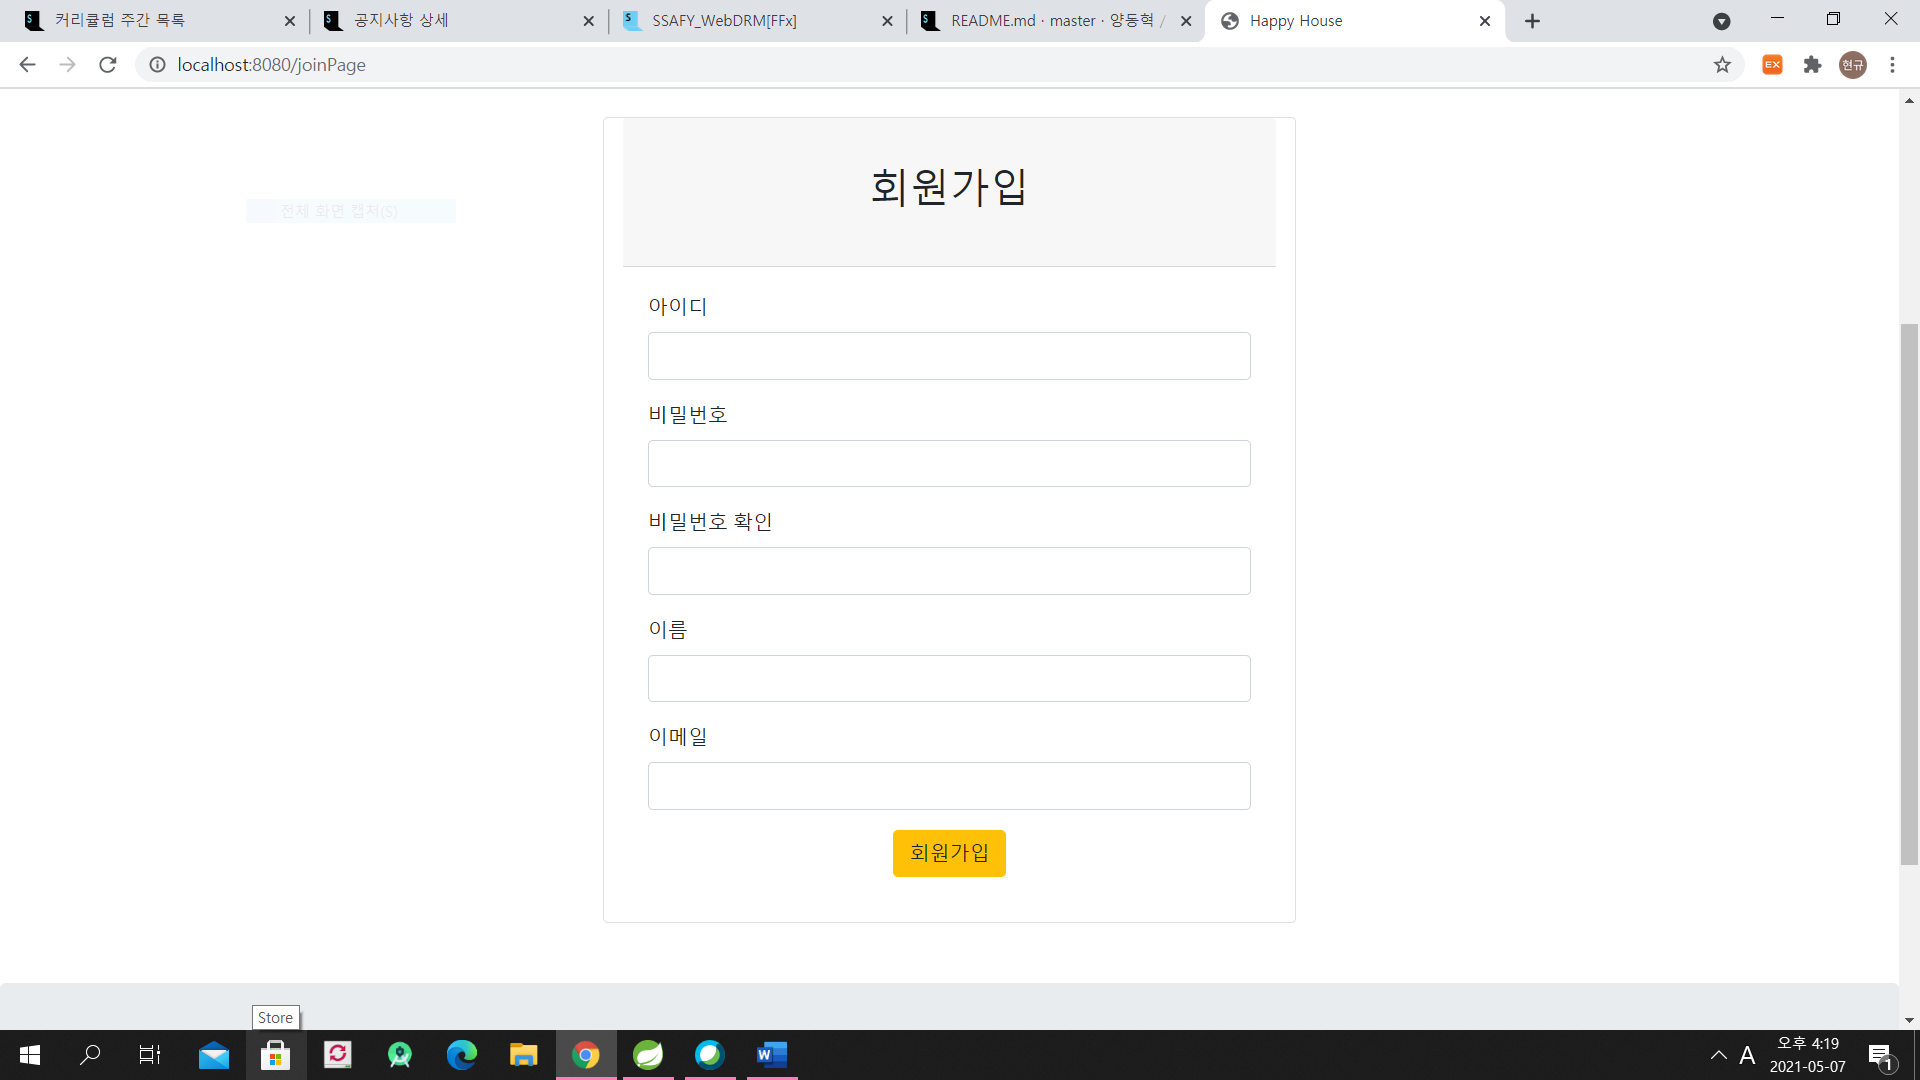 커리큘럼 주간 목록
공지사항 상세
SSAFY_WebDRM[FFx]
README.md · master · 양동혁 /
Happy House
localhost:8080/joinPage
EX
현규
회원가입
전체 화면 캡처(S)
아이디
비밀번호
비밀번호 확인
이름
이메일
회원가입
Store
A
오후 4:19
2021-05-07
1